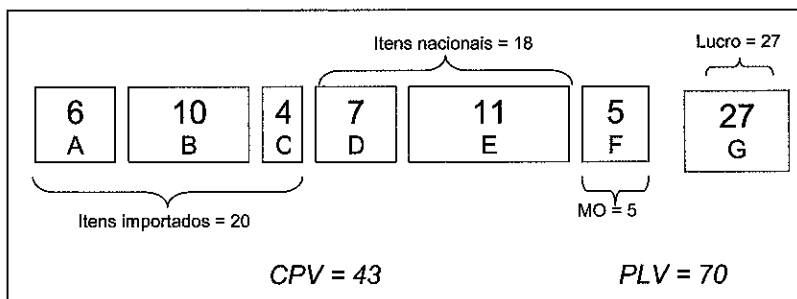 Itens nacionais = 18
Lucro = 27
6 10 4 7 11 5 27
A B C D E F G
Itens importados = 20
MO = 5
CPV = 43 PLV = 70